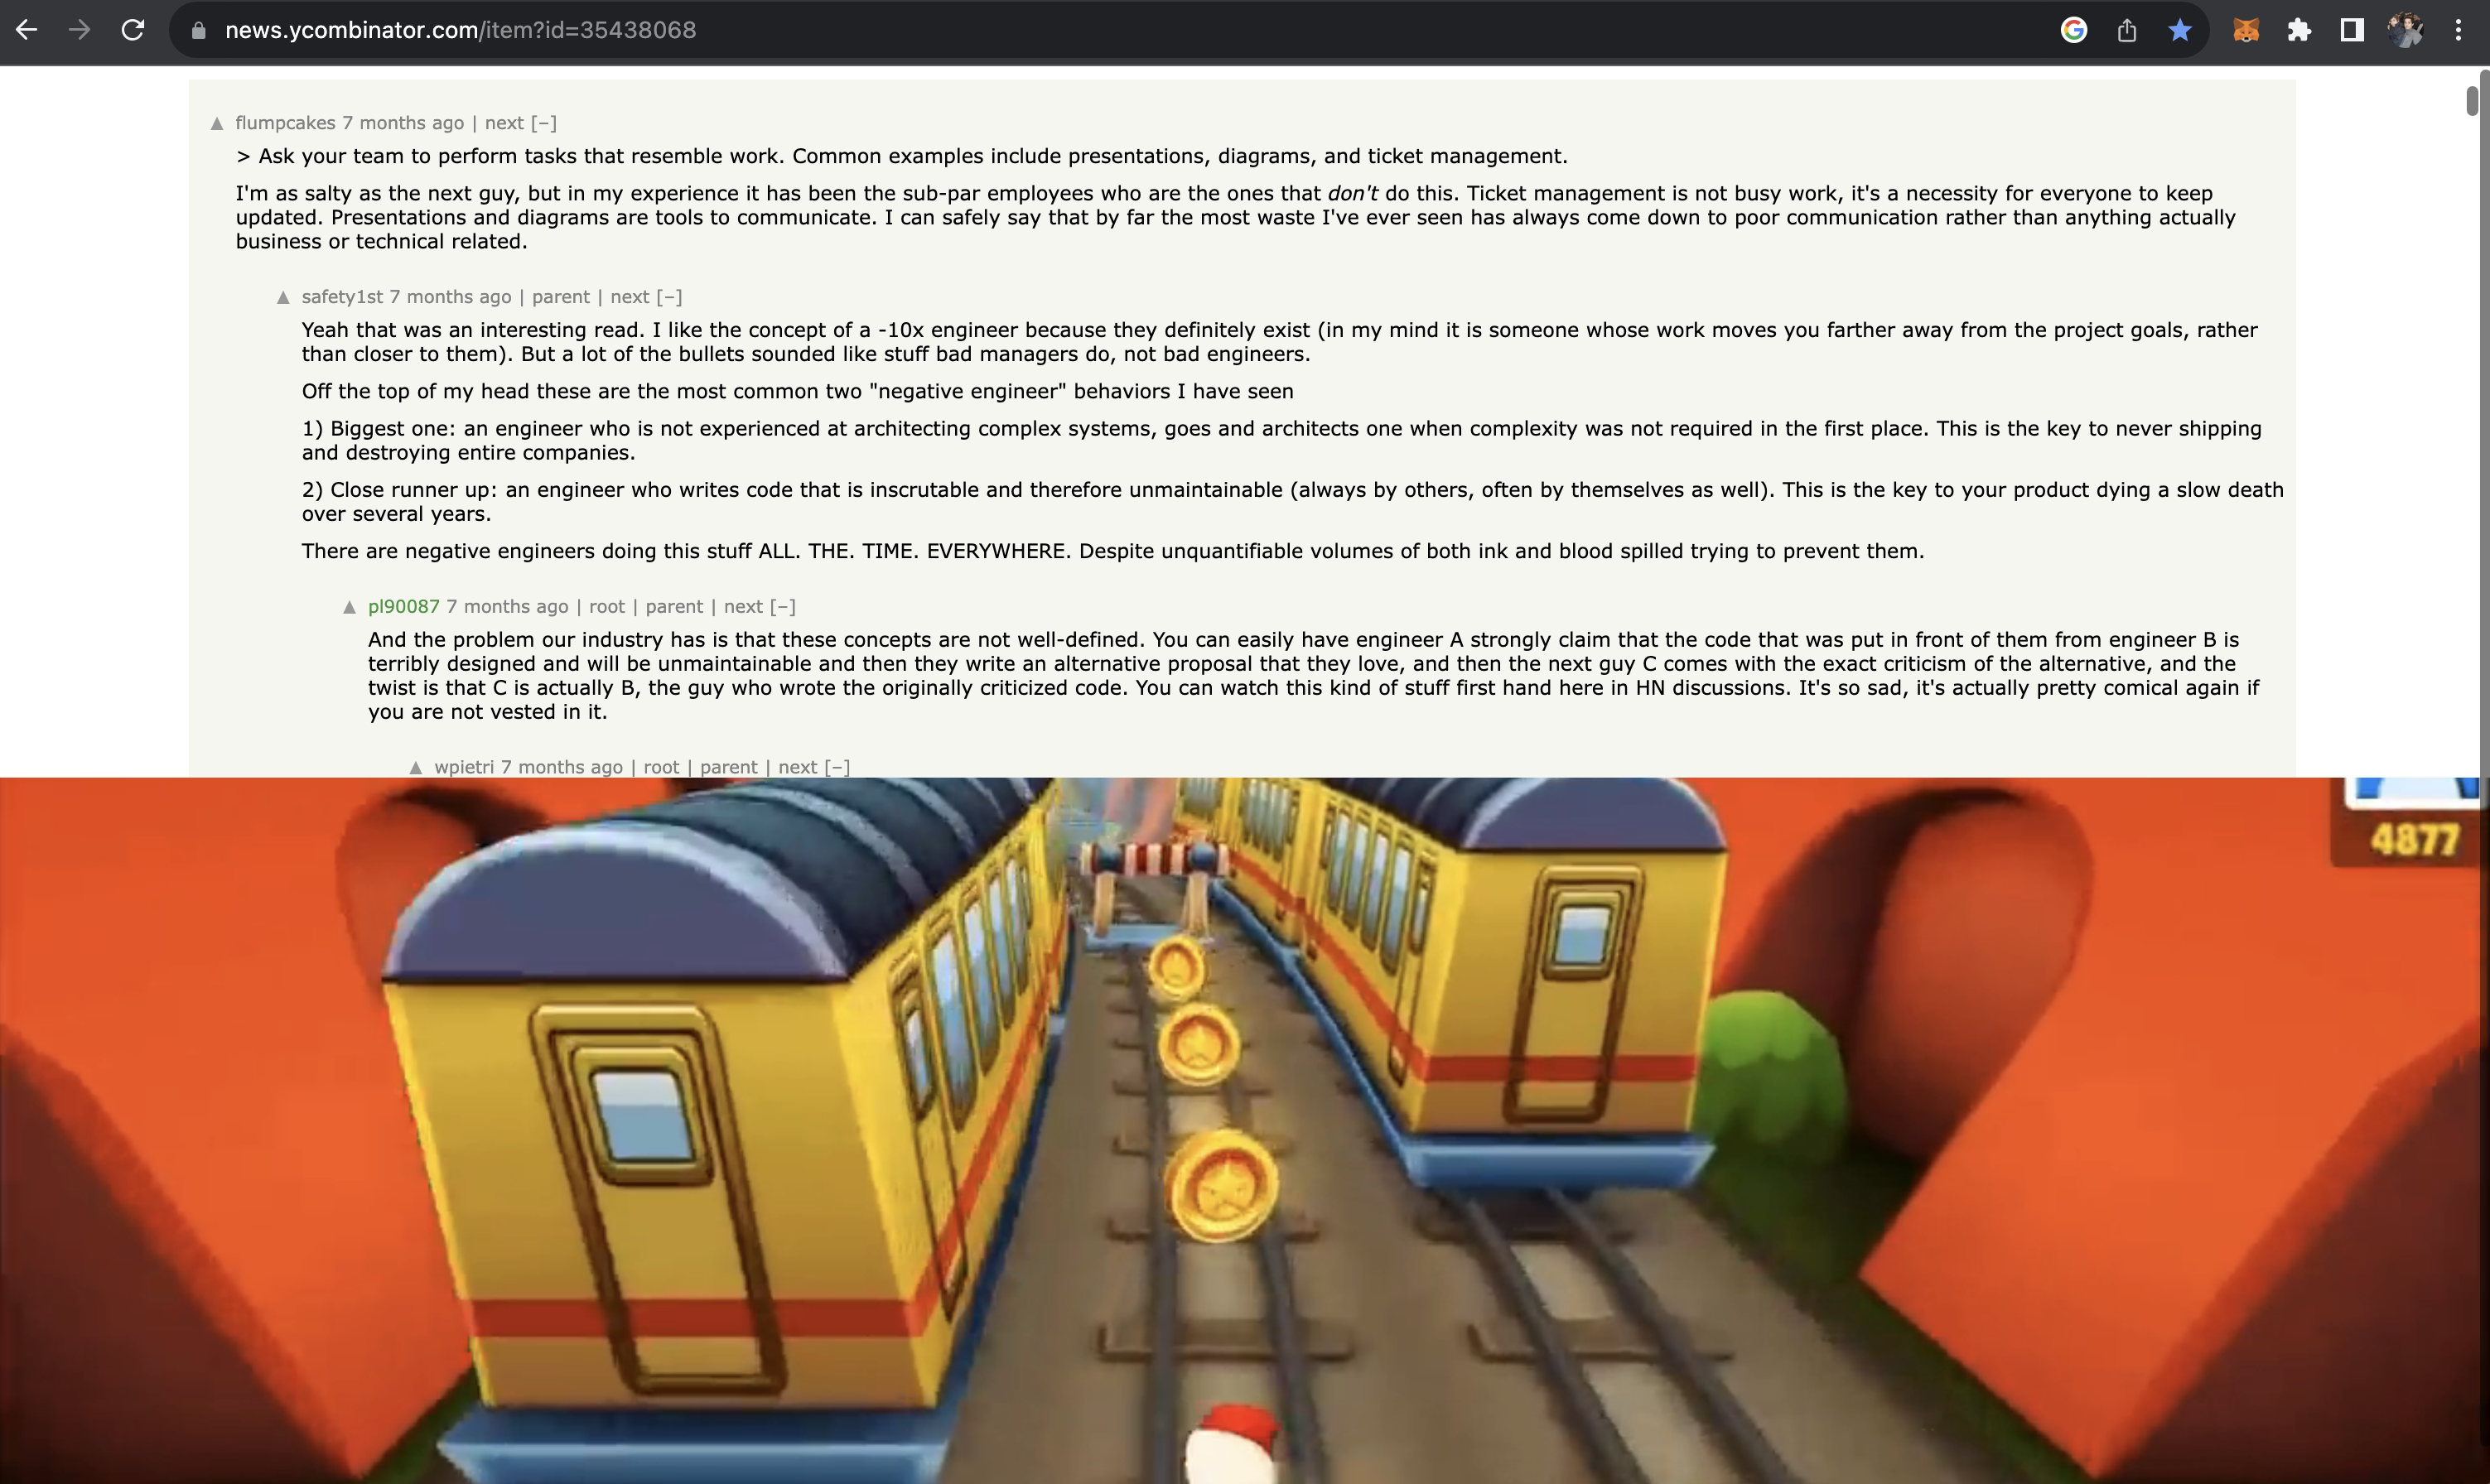 news.ycombinator.com/item?id=35438068
▲ flumpcakes 7 months ago | next [–]
> Ask your team to perform tasks that resemble work. Common examples include presentations, diagrams, and ticket management.
I'm as salty as the next guy, but in my experience it has been the sub-par employees who are the ones that don't do this. Ticket management is not busy work, it's a necessity for everyone to keep
updated. Presentations and diagrams are tools to communicate. I can safely say that by far the most waste I've ever seen has always come down to poor communication rather than anything actually
business or technical related.
▲ safety1st 7 months ago | parent | next [–]
Yeah that was an interesting read. I like the concept of a -10x engineer because they definitely exist (in my mind it is someone whose work moves you farther away from the project goals, rather
than closer to them). But a lot of the bullets sounded like stuff bad managers do, not bad engineers.
Off the top of my head these are the most common two "negative engineer" behaviors I have seen
1) Biggest one: an engineer who is not experienced at architecting complex systems, goes and architects one when complexity was not required in the first place. This is the key to never shipping
and destroying entire companies.
2) Close runner up: an engineer who writes code that is inscrutable and therefore unmaintainable (always by others, often by themselves as well). This is the key to your product dying a slow death
over several years.
There are negative engineers doing this stuff ALL. THE. TIME. EVERYWHERE. Despite unquantifiable volumes of both ink and blood spilled trying to prevent them.
▲ pl90087 7 months ago | root | parent | next [–]
And the problem our industry has is that these concepts are not well-defined. You can easily have engineer A strongly claim that the code that was put in front of them from engineer B is
terribly designed and will be unmaintainable and then they write an alternative proposal that they love, and then the next guy C comes with the exact criticism of the alternative, and the
twist is that C is actually B, the guy who wrote the originally criticized code. You can watch this kind of stuff first hand here in HN discussions. It's so sad, it's actually pretty comical again if
you are not vested in it.
▲ wpietri 7 months ago | root | parent | next [–]
4877